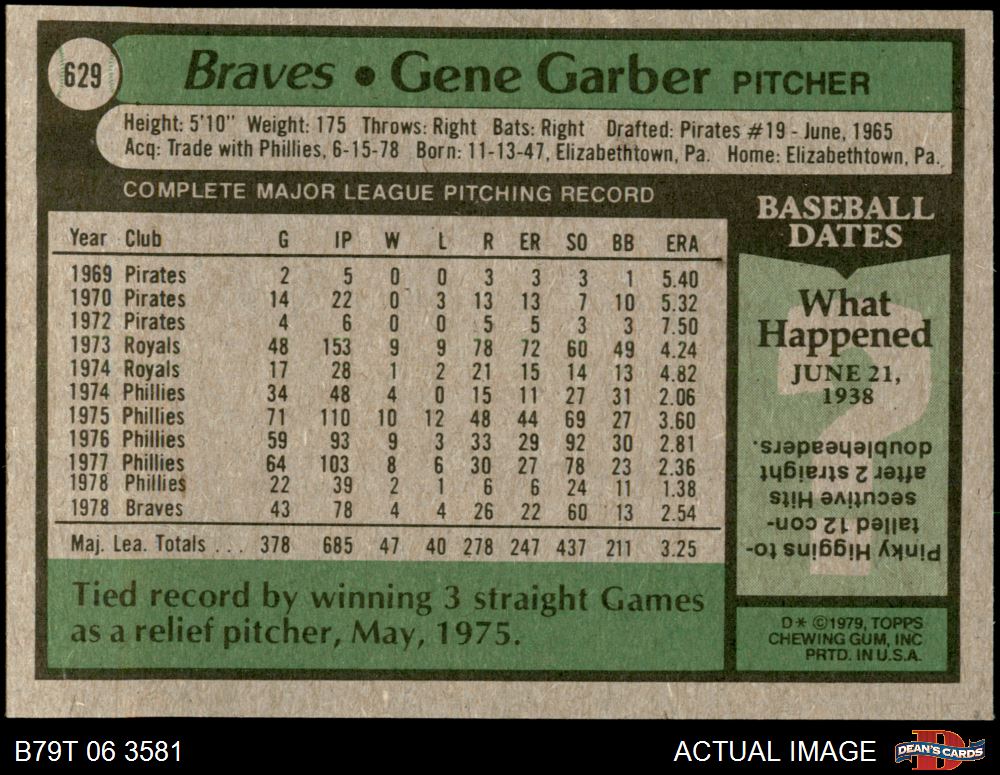 629
Braves • Gene Garber PITCHER
Height: 5'10" Weight: 175 Throws: Right Bats: Right Drafted: Pirates #19 - June, 1965
Acq: Trade with Phillies, 6-15-78 Born: 11-13-47, Elizabethtown, Pa. Home: Elizabethtown, Pa.
COMPLETE MAJOR LEAGUE PITCHING RECORD
Year Club G IP W L R ER SO BB ERA
1969 Pirates 2 5 0 0 3 3 3 1 5.40
1970 Pirates 14 22 0 3 13 13 7 10 5.32
1972 Pirates 4 6 0 0 5 5 3 3 7.50
1973 Royals 48 153 9 9 78 72 60 49 4.24
1974 Royals 17 28 1 2 21 15 14 13 4.82
1974 Phillies 34 48 4 0 15 11 27 31 2.06
1975 Phillies 71 110 10 12 48 44 69 27 3.60
1976 Phillies 59 93 9 3 33 29 92 30 2.81
1977 Phillies 64 103 8 6 30 27 78 23 2.36
1978 Phillies 22 39 2 1 6 6 24 11 1.38
1978 Braves 43 78 4 4 26 22 60 13 2.54
Maj. Lea. Totals . . . 378 685 47 40 278 247 437 211 3.25
Tied record by winning 3 straight Games
as a relief pitcher, May, 1975.
BASEBALL
DATES
What
Happened
JUNE 21,
1938
Pinky Higgins to-
talled 12 con-
secutive Hits
after 2 straight
doubleheaders.
D* ©1979, TOPPS
CHEWING GUM, INC
PRTD. IN U.S.A.
B79T 06 3581
ACTUAL IMAGE
D
DEAN'S CARDS